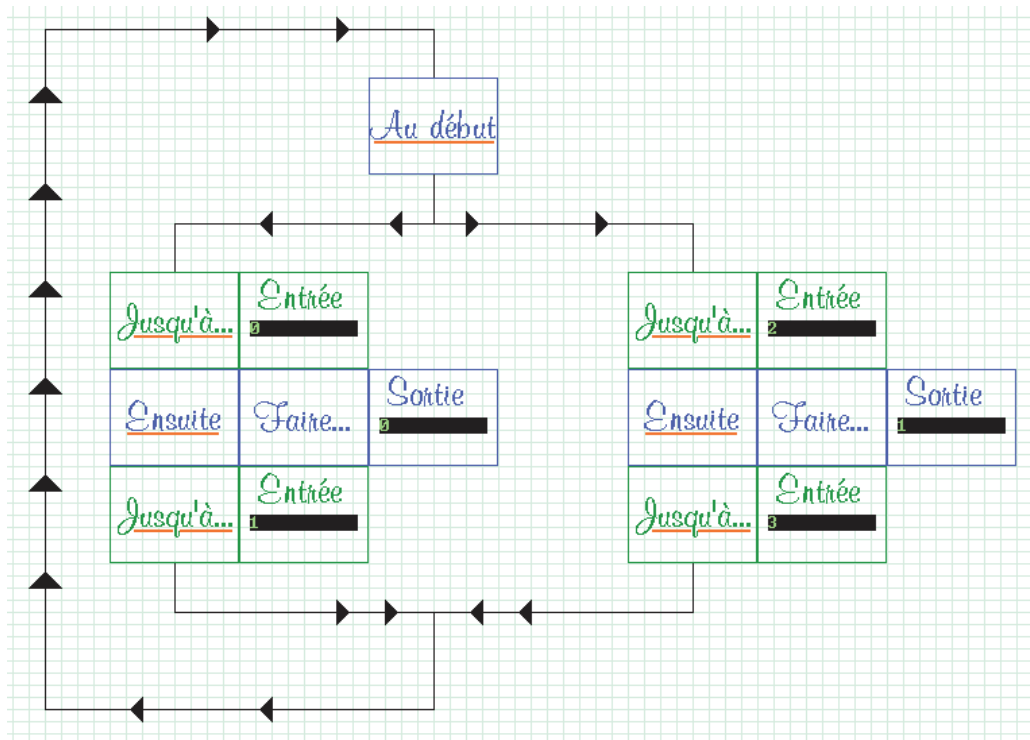 Au début
Jusqu'à... Entrée
0
Jusqu'à... Entrée
2
Ensuite Faire... Sortie
0
Ensuite Faire... Sortie
1
Jusqu'à... Entrée
1
Jusqu'à... Entrée
3